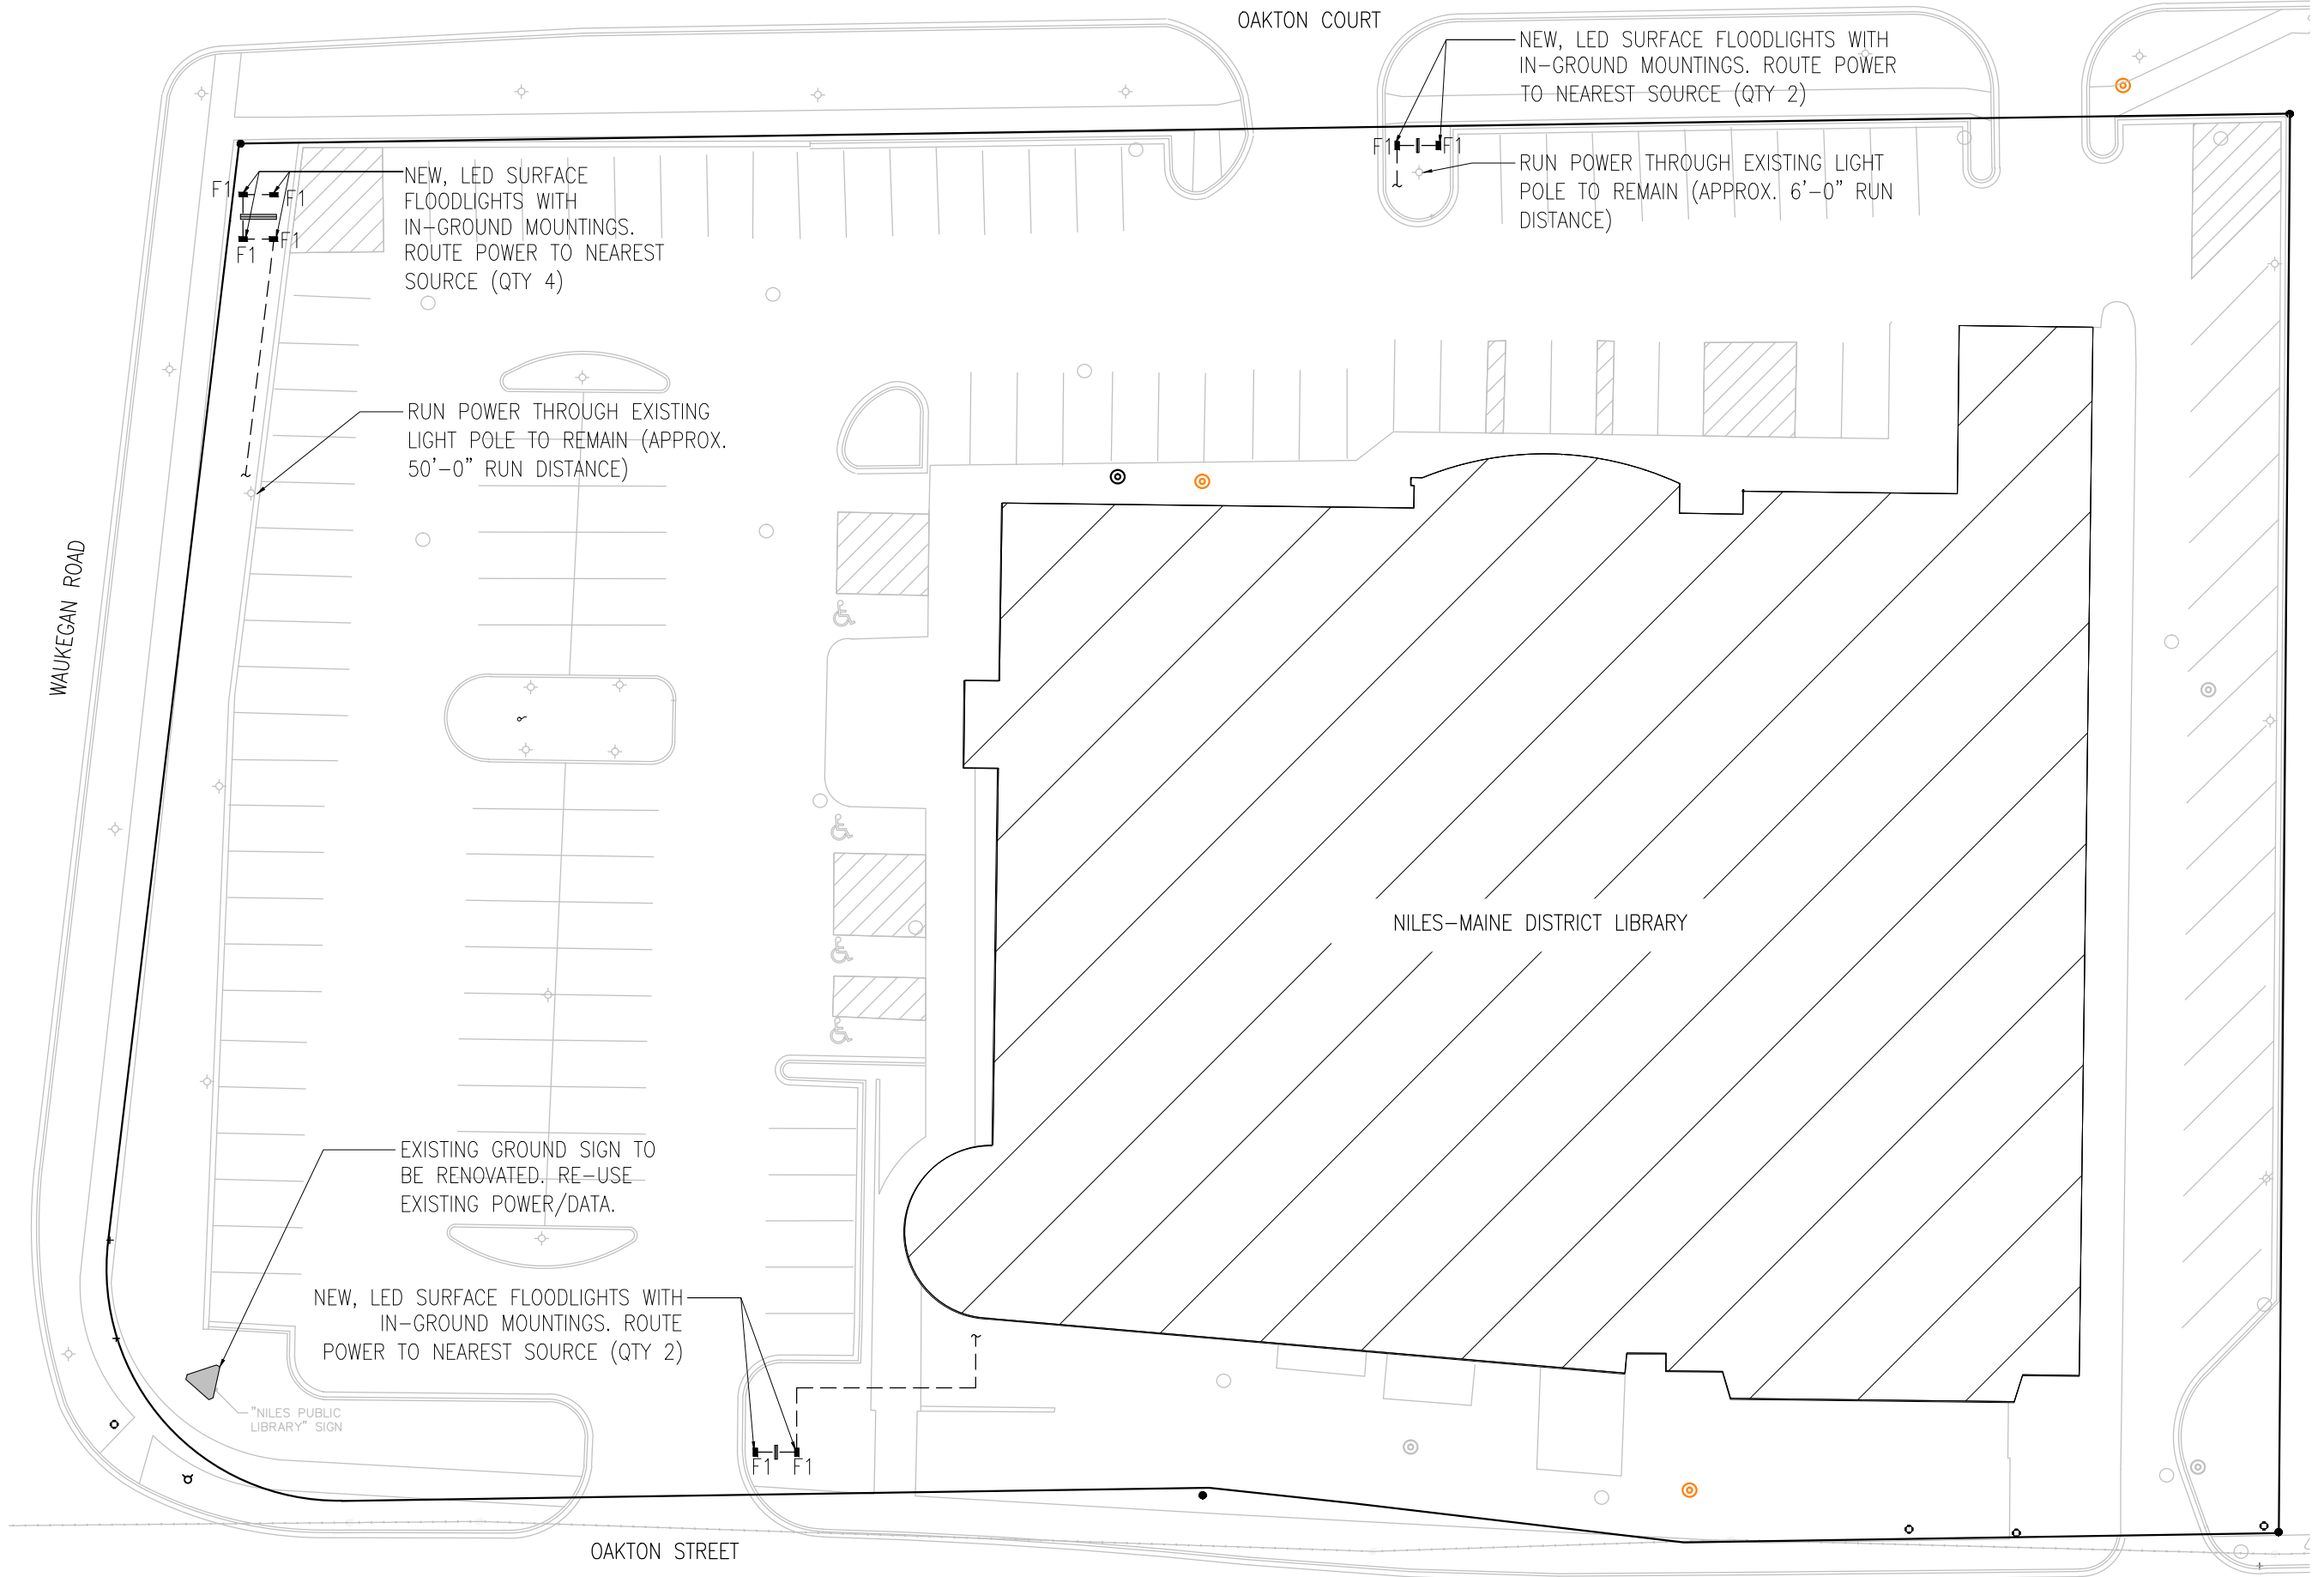 OAKTON COURT
NEW, LED SURFACE FLOODLIGHTS WITH
IN-GROUND MOUNTINGS. ROUTE POWER
TO NEAREST SOURCE (QTY 2)
F1
F1
RUN POWER THROUGH EXISTING LIGHT
POLE TO REMAIN (APPROX. 6'-0" RUN
DISTANCE)
F1
F1
F1
F1
NEW, LED SURFACE
FLOODLIGHTS WITH
IN-GROUND MOUNTINGS.
ROUTE POWER TO NEAREST
SOURCE (QTY 4)
RUN POWER THROUGH EXISTING
LIGHT POLE TO REMAIN (APPROX.
50'-0" RUN DISTANCE)
WAUKEGAN ROAD
NILES-MAINE DISTRICT LIBRARY
EXISTING GROUND SIGN TO
BE RENOVATED. RE-USE
EXISTING POWER/DATA.
NEW, LED SURFACE FLOODLIGHTS WITH
IN-GROUND MOUNTINGS. ROUTE
POWER TO NEAREST SOURCE (QTY 2)
"NILES PUBLIC
LIBRARY" SIGN
F1
F1
OAKTON STREET